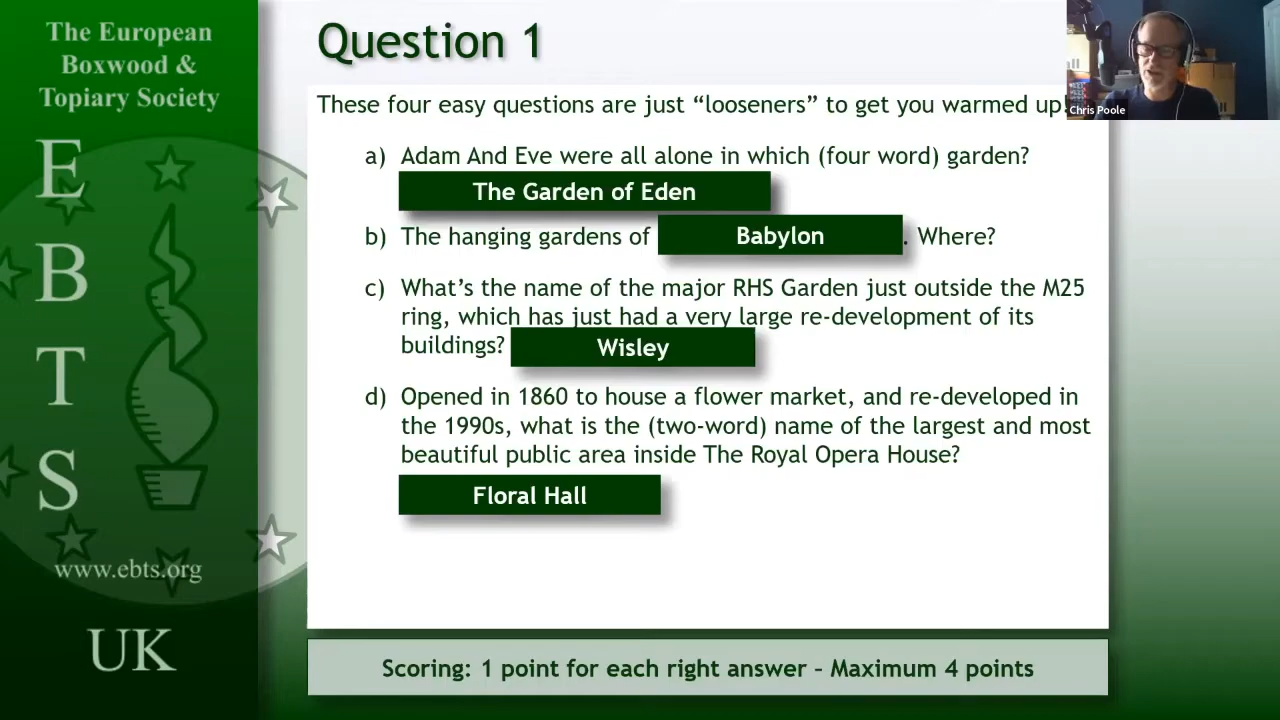 The European
Boxwood &
Topiary Society
E
B
T
S
www.ebts.org
UK
Question 1
These four easy questions are just “looseners” to get you warmed up
Chris Poole
a) Adam And Eve were all alone in which (four word) garden?
The Garden of Eden
b) The hanging gardens of Babylon . Where?
c) What’s the name of the major RHS Garden just outside the M25
ring, which has just had a very large re-development of its
buildings? Wisley
d) Opened in 1860 to house a flower market, and re-developed in
the 1990s, what is the (two-word) name of the largest and most
beautiful public area inside The Royal Opera House?
Floral Hall
Scoring: 1 point for each right answer – Maximum 4 points